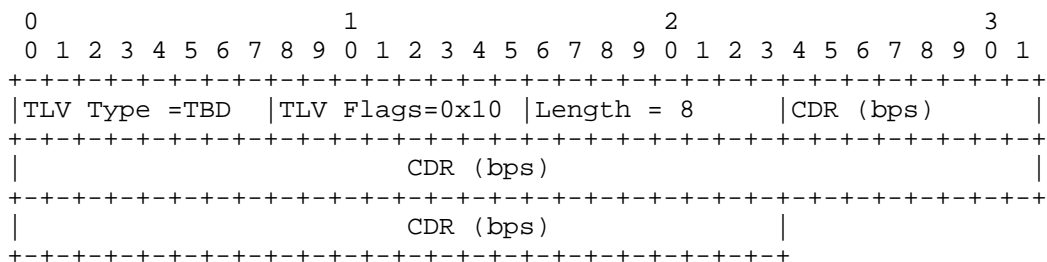 0                   1                   2                   3
 0 1 2 3 4 5 6 7 8 9 0 1 2 3 4 5 6 7 8 9 0 1 2 3 4 5 6 7 8 9 0 1
+-+-+-+-+-+-+-+-+-+-+-+-+-+-+-+-+-+-+-+-+-+-+-+-+-+-+-+-+-+-+-+-+
|TLV Type =TBD  |TLV Flags=0x10 |Length = 8     |CDR (bps)      |
+-+-+-+-+-+-+-+-+-+-+-+-+-+-+-+-+-+-+-+-+-+-+-+-+-+-+-+-+-+-+-+-+
|                        CDR (bps)                              |
+-+-+-+-+-+-+-+-+-+-+-+-+-+-+-+-+-+-+-+-+-+-+-+-+-+-+-+-+-+-+-+-+
|                        CDR (bps)              |
+-+-+-+-+-+-+-+-+-+-+-+-+-+-+-+-+-+-+-+-+-+-+-+-+